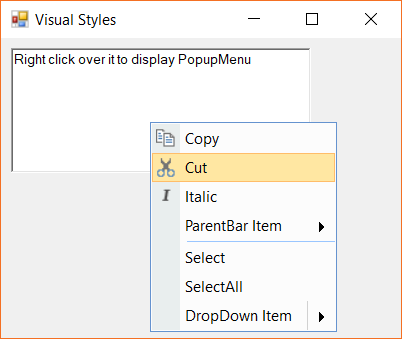 Visual Styles
Right click over it to display PopupMenu
Copy
Cut
Italic
ParentBar Item
Select
SelectAll
DropDown Item